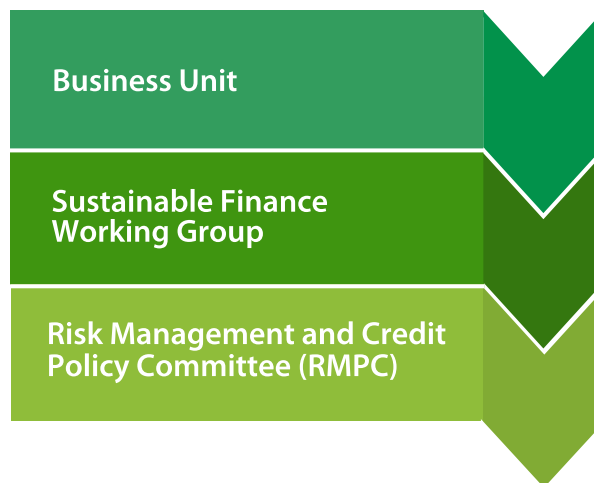 Business Unit
Sustainable Finance
Working Group
Risk Management and Credit
Policy Committee (RMPC)